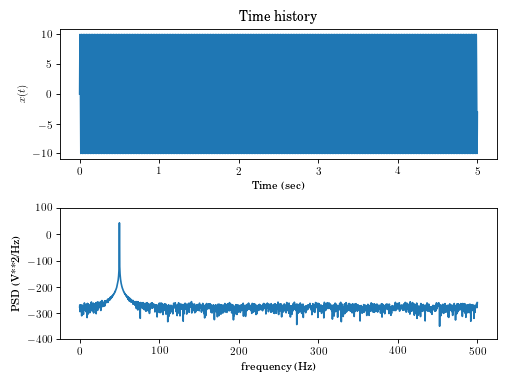 Time history
10
5
0
−5
−10
x(t)
0 1 2 3 4 5
Time (sec)
100
0
−100
−200
−300
−400
PSD (V**2/Hz)
0 100 200 300 400 500
frequency (Hz)